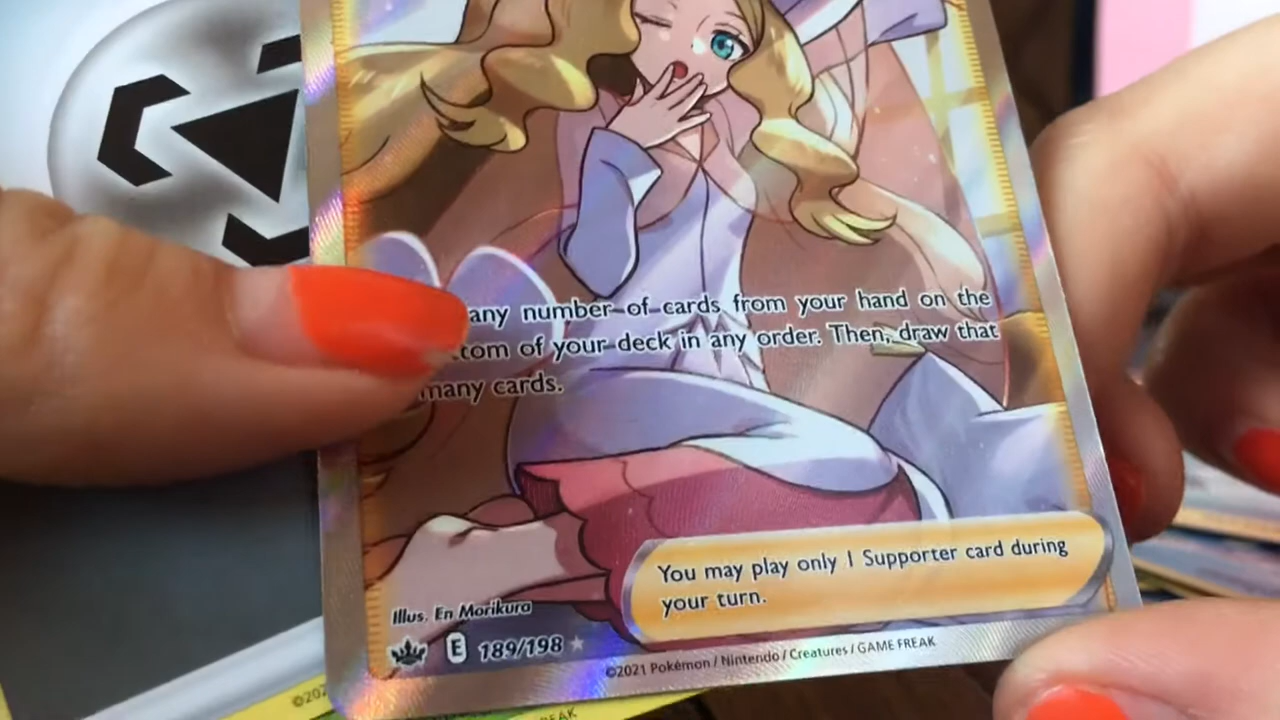 any number of cards from your hand on the
tom of your deck in any order. Then, draw that
many cards.
You may play only 1 Supporter card during
your turn.
Illus. En Morikura
E 189/198
©2021 Pokémon / Nintendo / Creatures / GAME FREAK
©202
EAK